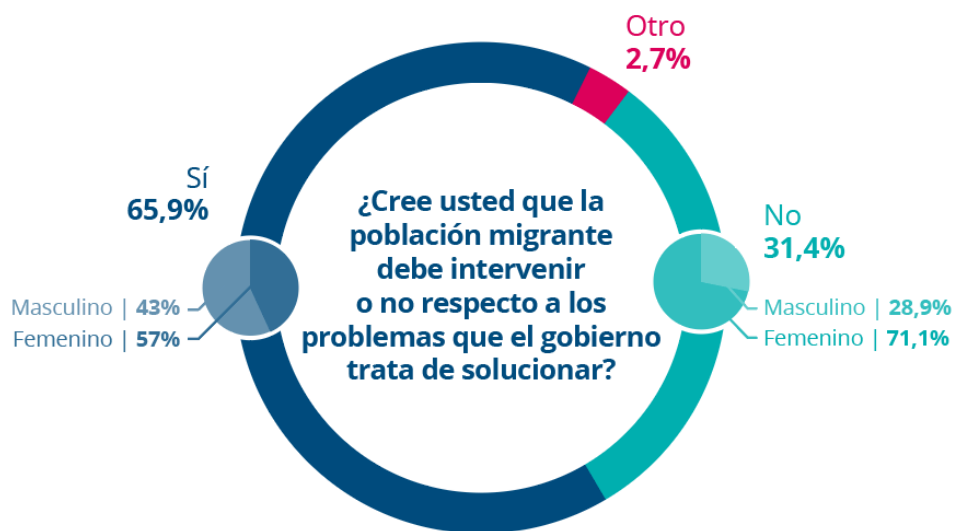 Otro
2,7%
Sí
65,9%
¿Cree usted que la
población migrante
debe intervenir
o no respecto a los
problemas que el gobierno
trata de solucionar?
No
31,4%
Masculino | 43%
Femenino | 57%
Masculino | 28,9%
Femenino | 71,1%